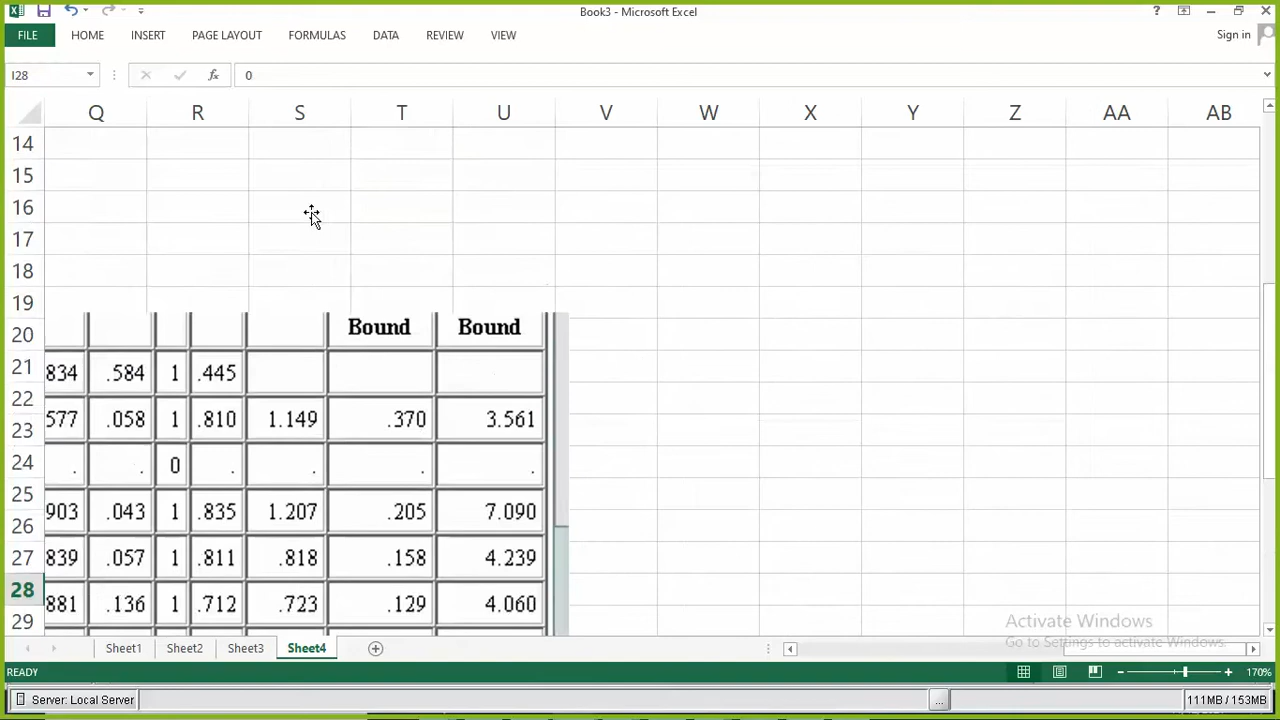 Book3 - Microsoft Excel
FILE HOME INSERT PAGE LAYOUT FORMULAS DATA REVIEW VIEW Sign in
I28 fx 0
Q R S T U V W X Y Z AA AB
14
15
16
17
18
19
20 Bound Bound
21 834 .584 1 .445
22 577 .058 1 .810 1.149 .370 3.561
23
24 . . 0 . . . .
25 903 .043 1 .835 1.207 .205 7.090
26
27 839 .057 1 .811 .818 .158 4.239
28 881 .136 1 .712 .723 .129 4.060
29
Activate Windows
Go to Settings to activate Windows.
Sheet1 Sheet2 Sheet3 Sheet4
READY 170%
Server: Local Server ... 111MB / 153MB